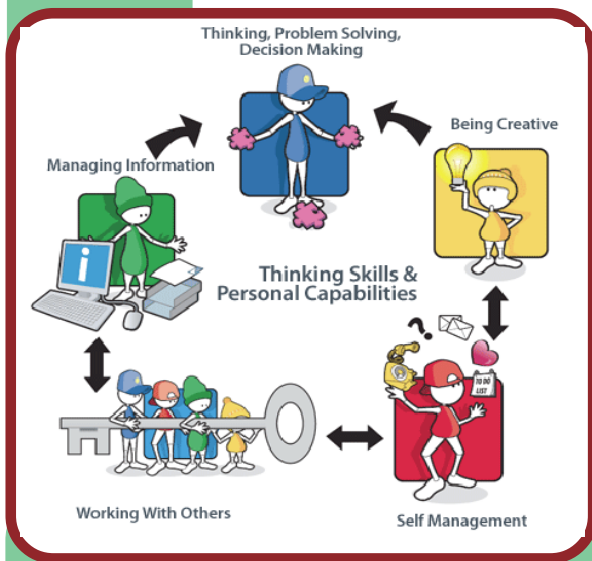 Thinking, Problem Solving,
Decision Making
Being Creative
Managing Information
i
Thinking Skills &
Personal Capabilities
?
TO DO
LIST
Working With Others
Self Management